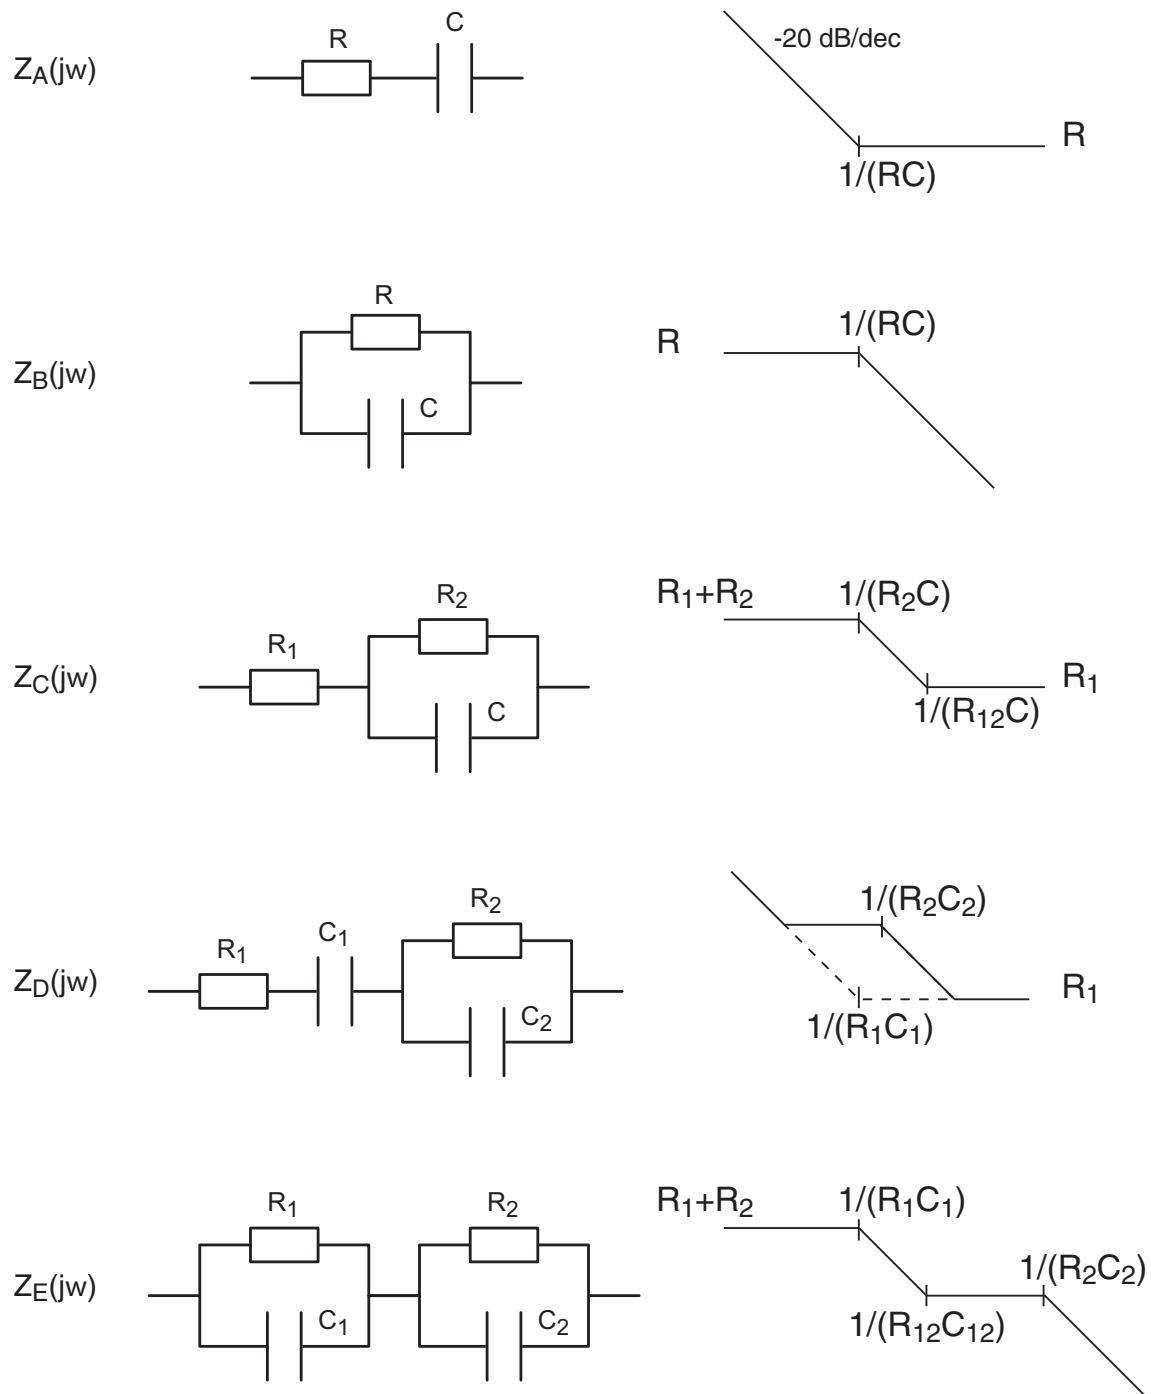 Z_A(jw)
R
C
-20 dB/dec
R
1/(RC)
Z_B(jw)
R
C
R
1/(RC)
Z_C(jw)
R_1
R_2
C
R_1+R_2
1/(R_2C)
R_1
1/(R_12C)
Z_D(jw)
R_1
C_1
R_2
C_2
1/(R_2C_2)
R_1
1/(R_1C_1)
Z_E(jw)
R_1
C_1
R_2
C_2
R_1+R_2
1/(R_1C_1)
1/(R_2C_2)
1/(R_12C_12)